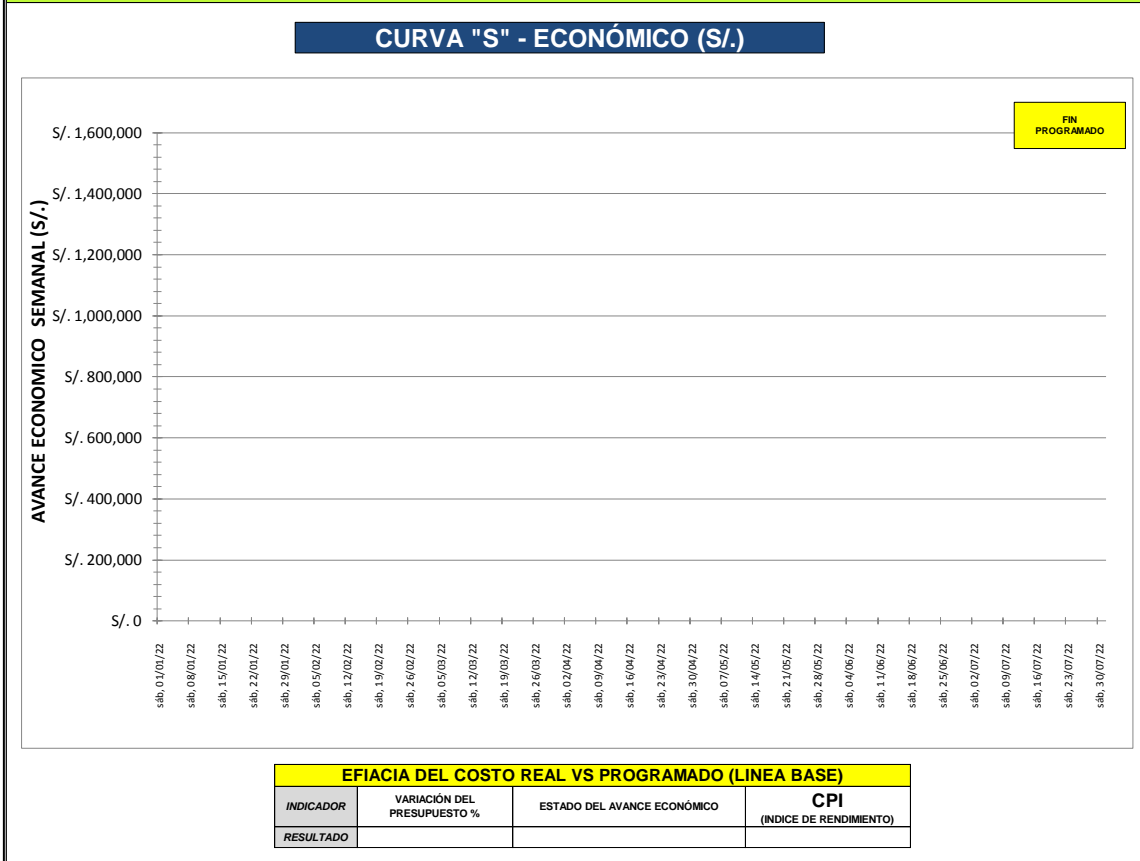 CURVA "S" - ECONÓMICO (S/.)
FIN
PROGRAMADO
AVANCE ECONOMICO SEMANAL (S/.)
S/. 1,600,000
S/. 1,400,000
S/. 1,200,000
S/. 1,000,000
S/. 800,000
S/. 600,000
S/. 400,000
S/. 200,000
S/. 0
sáb, 01/01/22
sáb, 08/01/22
sáb, 15/01/22
sáb, 22/01/22
sáb, 29/01/22
sáb, 05/02/22
sáb, 12/02/22
sáb, 19/02/22
sáb, 26/02/22
sáb, 05/03/22
sáb, 12/03/22
sáb, 19/03/22
sáb, 26/03/22
sáb, 02/04/22
sáb, 09/04/22
sáb, 16/04/22
sáb, 23/04/22
sáb, 30/04/22
sáb, 07/05/22
sáb, 14/05/22
sáb, 21/05/22
sáb, 28/05/22
sáb, 04/06/22
sáb, 11/06/22
sáb, 18/06/22
sáb, 25/06/22
sáb, 02/07/22
sáb, 09/07/22
sáb, 16/07/22
sáb, 23/07/22
sáb, 30/07/22
EFIACIA DEL COSTO REAL VS PROGRAMADO (LINEA BASE)
INDICADOR
VARIACIÓN DEL
PRESUPUESTO %
ESTADO DEL AVANCE ECONÓMICO
CPI
(INDICE DE RENDIMIENTO)
RESULTADO